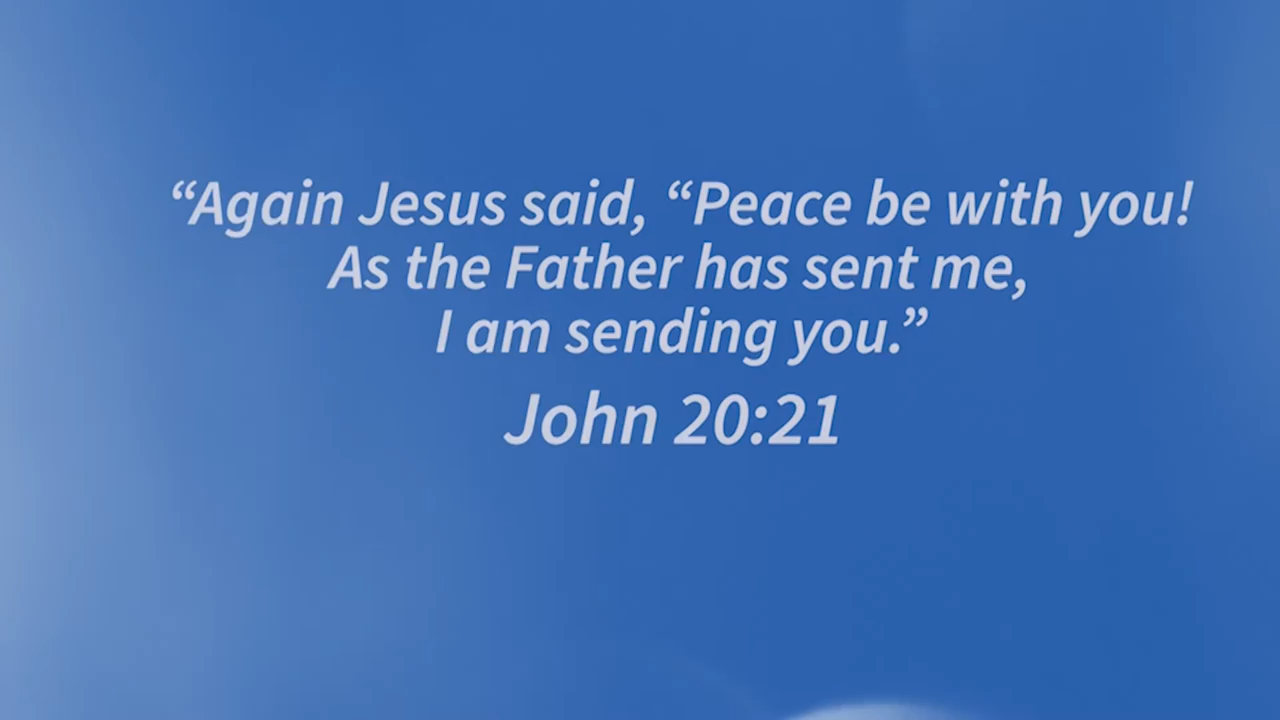 “Again Jesus said, “Peace be with you!
As the Father has sent me,
I am sending you.”
John 20:21